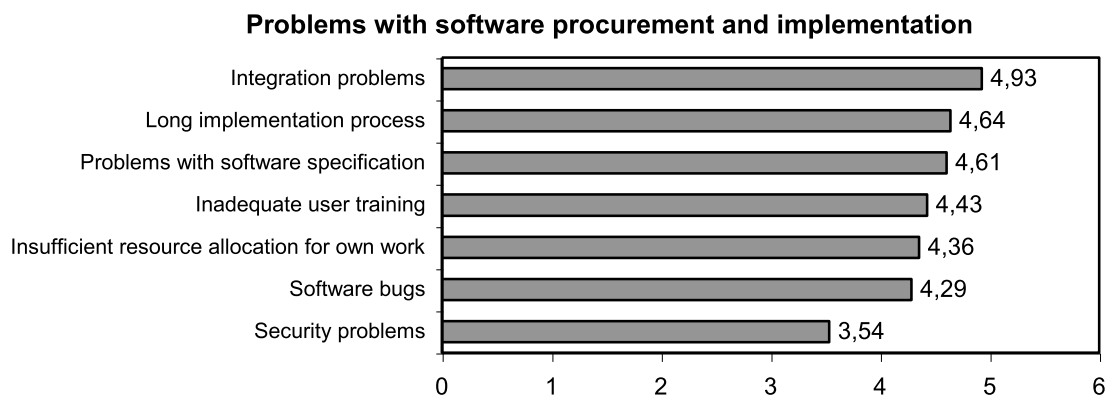 Problems with software procurement and implementation
Integration problems 4,93
Long implementation process 4,64
Problems with software specification 4,61
Inadequate user training 4,43
Insufficient resource allocation for own work 4,36
Software bugs 4,29
Security problems 3,54
0 1 2 3 4 5 6